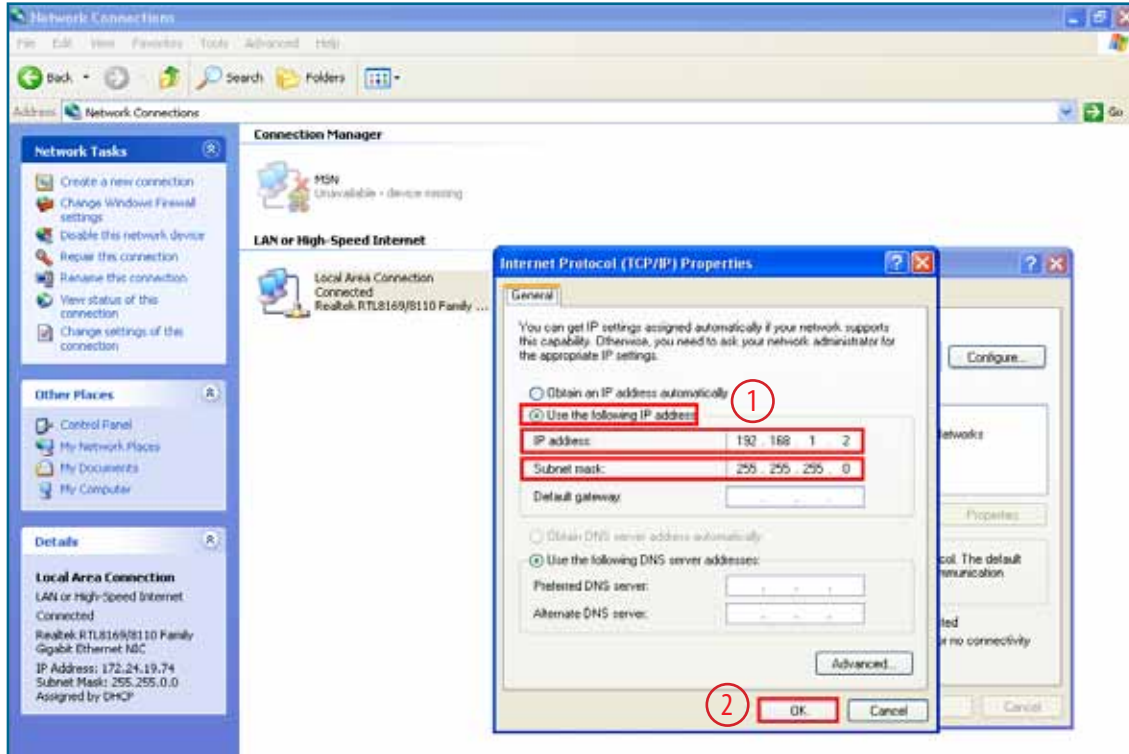 Network Connections
File Edit View Favorites Tools Advanced Help
Back Search Folders
Address Network Connections Go
Network Tasks
Create a new connection
Change Windows Firewall
settings
Disable this network device
Repair this connection
Rename this connection
View status of this
connection
Change settings of this
connection
Other Places
Control Panel
My Network Places
My Documents
My Computer
Details
Local Area Connection
LAN or High-Speed Internet
Connected
Realtek RTL8169/8110 Family
Gigabit Ethernet NIC
IP Address: 172.24.19.74
Subnet Mask: 255.255.0.0
Assigned by DHCP
Connection Manager
MSN
Unavailable - device missing
LAN or High-Speed Internet
Local Area Connection
Connected
Realtek RTL8169/8110 Family ...
Internet Protocol (TCP/IP) Properties
General
You can get IP settings assigned automatically if your network supports
this capability. Otherwise, you need to ask your network administrator for
the appropriate IP settings.
Obtain an IP address automatically
1
Use the following IP address
IP address: 192 . 168 . 1 . 2
Subnet mask: 255 . 255 . 255 . 0
Default gateway:
Obtain DNS server address automatically
Use the following DNS server addresses:
Preferred DNS server:
Alternate DNS server:
Advanced...
2
OK
Cancel
Configure...
etworks
Properties
col. The default
mmunication
ted
or no connectivity
Cancel